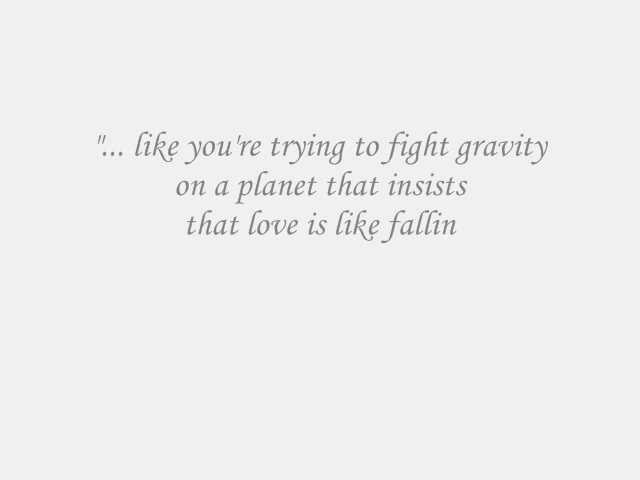 "... like you're trying to fight gravity
on a planet that insists
that love is like fallin